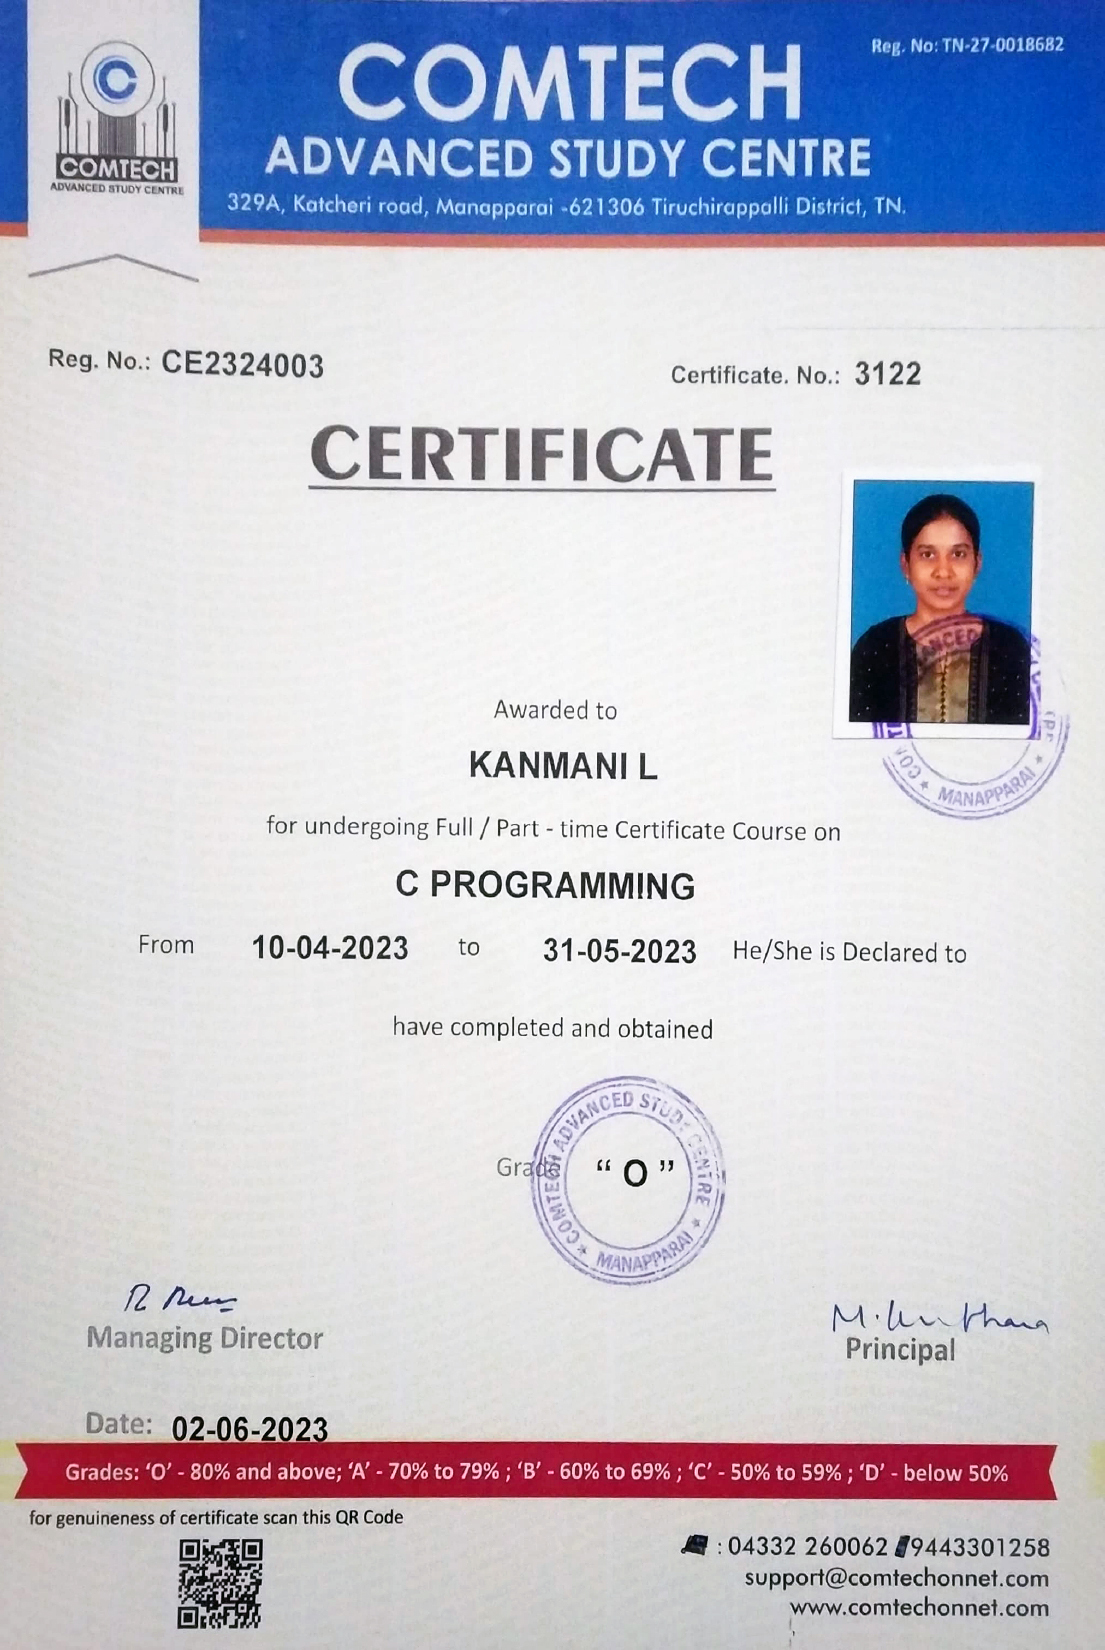 Reg. No: TN-27-0018682
COMTECH
ADVANCED STUDY CENTRE
329A, Katcheri road, Manapparai -621306 Tiruchirappalli District, TN.
COMTECH
ADVANCED STUDY CENTRE
Reg. No.: CE2324003
Certificate. No.: 3122
CERTIFICATE
Awarded to
KANMANI L
MANAPPARAI
for undergoing Full / Part - time Certificate Course on
C PROGRAMMING
From 10-04-2023 to 31-05-2023 He/She is Declared to
have completed and obtained
COMTECH ADVANCED STUDY CENTRE
Grade “ O ”
MANAPPARAI
Managing Director
Principal
Date: 02-06-2023
Grades: ‘O’ - 80% and above; ‘A’ - 70% to 79% ; ‘B’ - 60% to 69% ; ‘C’ - 50% to 59% ; ‘D’ - below 50%
for genuineness of certificate scan this QR Code
: 04332 260062 9443301258
support@comtechonnet.com
www.comtechonnet.com